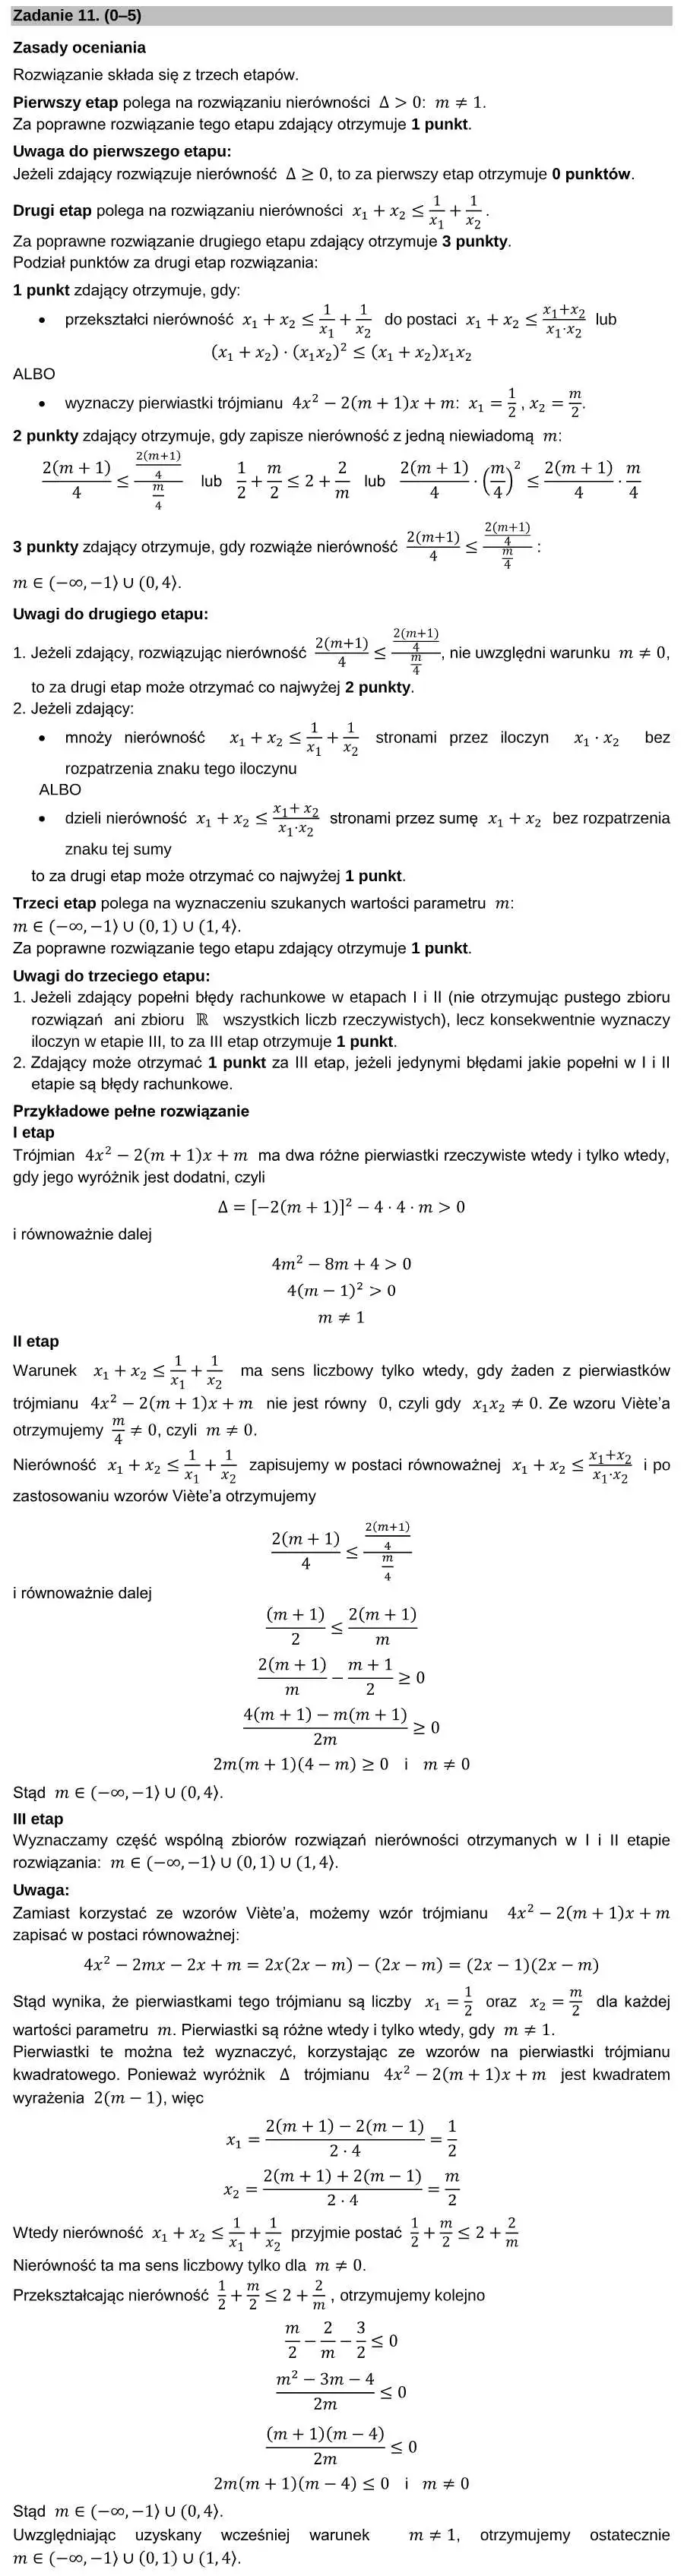 Zadanie 11. (0–5)
Zasady oceniania
Rozwiązanie składa się z trzech etapów.
Pierwszy etap polega na rozwiązaniu nierówności Δ > 0: m ≠ 1.
Za poprawne rozwiązanie tego etapu zdający otrzymuje 1 punkt.
Uwaga do pierwszego etapu:
Jeżeli zdający rozwiązuje nierówność Δ ≥ 0, to za pierwszy etap otrzymuje 0 punktów.
Drugi etap polega na rozwiązaniu nierówności x₁ + x₂ ≤ 1/x₁ + 1/x₂ .
Za poprawne rozwiązanie drugiego etapu zdający otrzymuje 3 punkty.
Podział punktów za drugi etap rozwiązania:
1 punkt zdający otrzymuje, gdy:
• przekształci nierówność x₁ + x₂ ≤ 1/x₁ + 1/x₂ do postaci x₁ + x₂ ≤ (x₁+x₂)/(x₁·x₂) lub
(x₁ + x₂) · (x₁x₂)² ≤ (x₁ + x₂)x₁x₂
ALBO
• wyznaczy pierwiastki trójmianu 4x² − 2(m + 1)x + m: x₁ = 1/2 , x₂ = m/2.
2 punkty zdający otrzymuje, gdy zapisze nierówność z jedną niewiadomą m:
2(m + 1)/4 ≤ (2(m+1)/4)/(m/4) lub 1/2 + m/2 ≤ 2 + 2/m lub 2(m + 1)/4 · (m/4)² ≤ 2(m + 1)/4 · m/4
3 punkty zdający otrzymuje, gdy rozwiąże nierówność 2(m+1)/4 ≤ (2(m+1)/4)/(m/4) :
m ∈ (−∞, −1⟩ ∪ (0, 4⟩.
Uwagi do drugiego etapu:
1. Jeżeli zdający, rozwiązując nierówność 2(m+1)/4 ≤ (2(m+1)/4)/(m/4), nie uwzględni warunku m ≠ 0,
to za drugi etap może otrzymać co najwyżej 2 punkty.
2. Jeżeli zdający:
• mnoży nierówność x₁ + x₂ ≤ 1/x₁ + 1/x₂ stronami przez iloczyn x₁ · x₂ bez
rozpatrzenia znaku tego iloczynu
ALBO
• dzieli nierówność x₁ + x₂ ≤ (x₁+ x₂)/(x₁·x₂) stronami przez sumę x₁ + x₂ bez rozpatrzenia
znaku tej sumy
to za drugi etap może otrzymać co najwyżej 1 punkt.
Trzeci etap polega na wyznaczeniu szukanych wartości parametru m:
m ∈ (−∞, −1⟩ ∪ (0, 1) ∪ (1, 4⟩.
Za poprawne rozwiązanie tego etapu zdający otrzymuje 1 punkt.
Uwagi do trzeciego etapu:
1. Jeżeli zdający popełni błędy rachunkowe w etapach I i II (nie otrzymując pustego zbioru
rozwiązań ani zbioru ℝ wszystkich liczb rzeczywistych), lecz konsekwentnie wyznaczy
iloczyn w etapie III, to za III etap otrzymuje 1 punkt.
2. Zdający może otrzymać 1 punkt za III etap, jeżeli jedynymi błędami jakie popełni w I i II
etapie są błędy rachunkowe.
Przykładowe pełne rozwiązanie
I etap
Trójmian 4x² − 2(m + 1)x + m ma dwa różne pierwiastki rzeczywiste wtedy i tylko wtedy,
gdy jego wyróżnik jest dodatni, czyli
Δ = [−2(m + 1)]² − 4 · 4 · m > 0
i równoważnie dalej
4m² − 8m + 4 > 0
4(m − 1)² > 0
m ≠ 1
II etap
Warunek x₁ + x₂ ≤ 1/x₁ + 1/x₂ ma sens liczbowy tylko wtedy, gdy żaden z pierwiastków
trójmianu 4x² − 2(m + 1)x + m nie jest równy 0, czyli gdy x₁x₂ ≠ 0. Ze wzoru Viète’a
otrzymujemy m/4 ≠ 0, czyli m ≠ 0.
Nierówność x₁ + x₂ ≤ 1/x₁ + 1/x₂ zapisujemy w postaci równoważnej x₁ + x₂ ≤ (x₁+x₂)/(x₁·x₂) i po
zastosowaniu wzorów Viète’a otrzymujemy
2(m + 1)/4 ≤ (2(m+1)/4)/(m/4)
i równoważnie dalej
(m + 1)/2 ≤ 2(m + 1)/m
2(m + 1)/m − (m + 1)/2 ≥ 0
(4(m + 1) − m(m + 1))/2m ≥ 0
2m(m + 1)(4 − m) ≥ 0 i m ≠ 0
Stąd m ∈ (−∞, −1⟩ ∪ (0, 4⟩.
III etap
Wyznaczamy część wspólną zbiorów rozwiązań nierówności otrzymanych w I i II etapie
rozwiązania: m ∈ (−∞, −1⟩ ∪ (0, 1) ∪ (1, 4⟩.
Uwaga:
Zamiast korzystać ze wzorów Viète’a, możemy wzór trójmianu 4x² − 2(m + 1)x + m
zapisać w postaci równoważnej:
4x² − 2mx − 2x + m = 2x(2x − m) − (2x − m) = (2x − 1)(2x − m)
Stąd wynika, że pierwiastkami tego trójmianu są liczby x₁ = 1/2 oraz x₂ = m/2 dla każdej
wartości parametru m. Pierwiastki są różne wtedy i tylko wtedy, gdy m ≠ 1.
Pierwiastki te można też wyznaczyć, korzystając ze wzorów na pierwiastki trójmianu
kwadratowego. Ponieważ wyróżnik Δ trójmianu 4x² − 2(m + 1)x + m jest kwadratem
wyrażenia 2(m − 1), więc
x₁ = (2(m + 1) − 2(m − 1))/(2 · 4) = 1/2
x₂ = (2(m + 1) + 2(m − 1))/(2 · 4) = m/2
Wtedy nierówność x₁ + x₂ ≤ 1/x₁ + 1/x₂ przyjmie postać 1/2 + m/2 ≤ 2 + 2/m
Nierówność ta ma sens liczbowy tylko dla m ≠ 0.
Przekształcając nierówność 1/2 + m/2 ≤ 2 + 2/m , otrzymujemy kolejno
m/2 − 2/m − 3/2 ≤ 0
(m² − 3m − 4)/2m ≤ 0
(m + 1)(m − 4)/2m ≤ 0
2m(m + 1)(m − 4) ≤ 0 i m ≠ 0
Stąd m ∈ (−∞, −1⟩ ∪ (0, 4⟩.
Uwzględniając uzyskany wcześniej warunek m ≠ 1, otrzymujemy ostatecznie
m ∈ (−∞, −1⟩ ∪ (0, 1) ∪ (1, 4⟩.